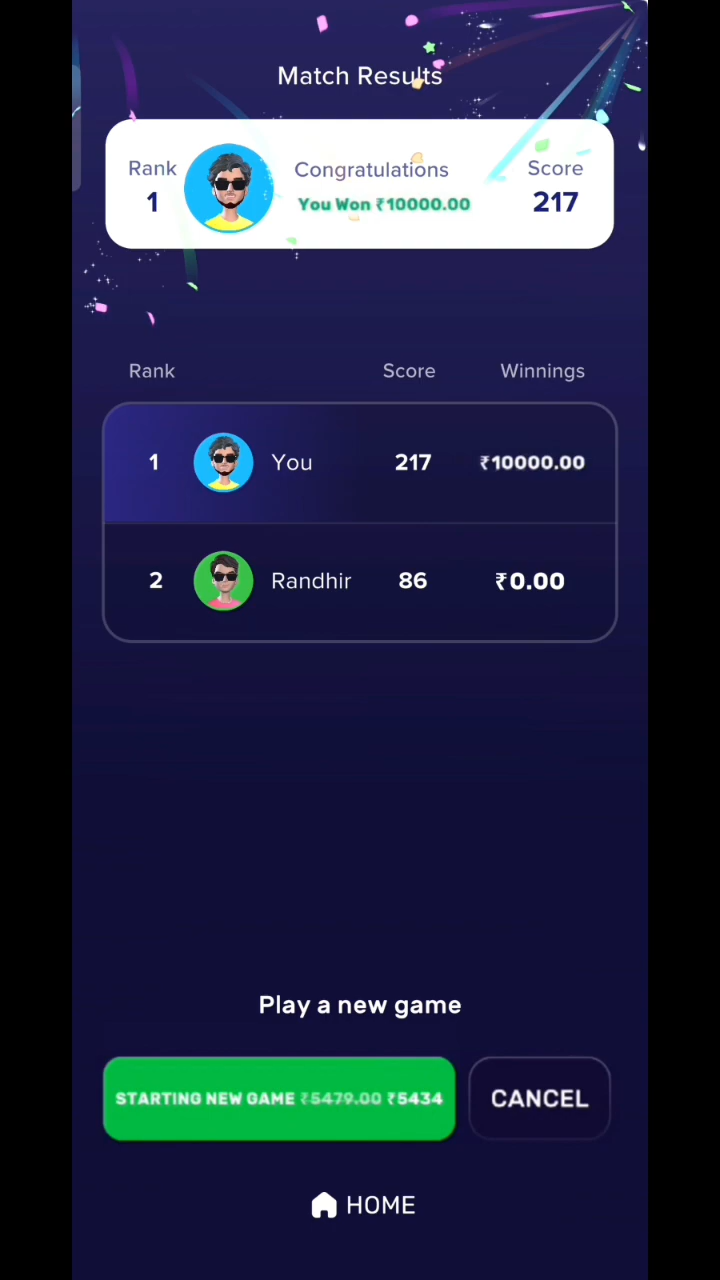 Match Results
Rank Congratulations Score
1 You Won ₹10000.00 217
Rank Score Winnings
1 You 217 ₹10000.00
2 Randhir 86 ₹0.00
Play a new game
STARTING NEW GAME ₹5479.00 ₹5434 CANCEL
HOME